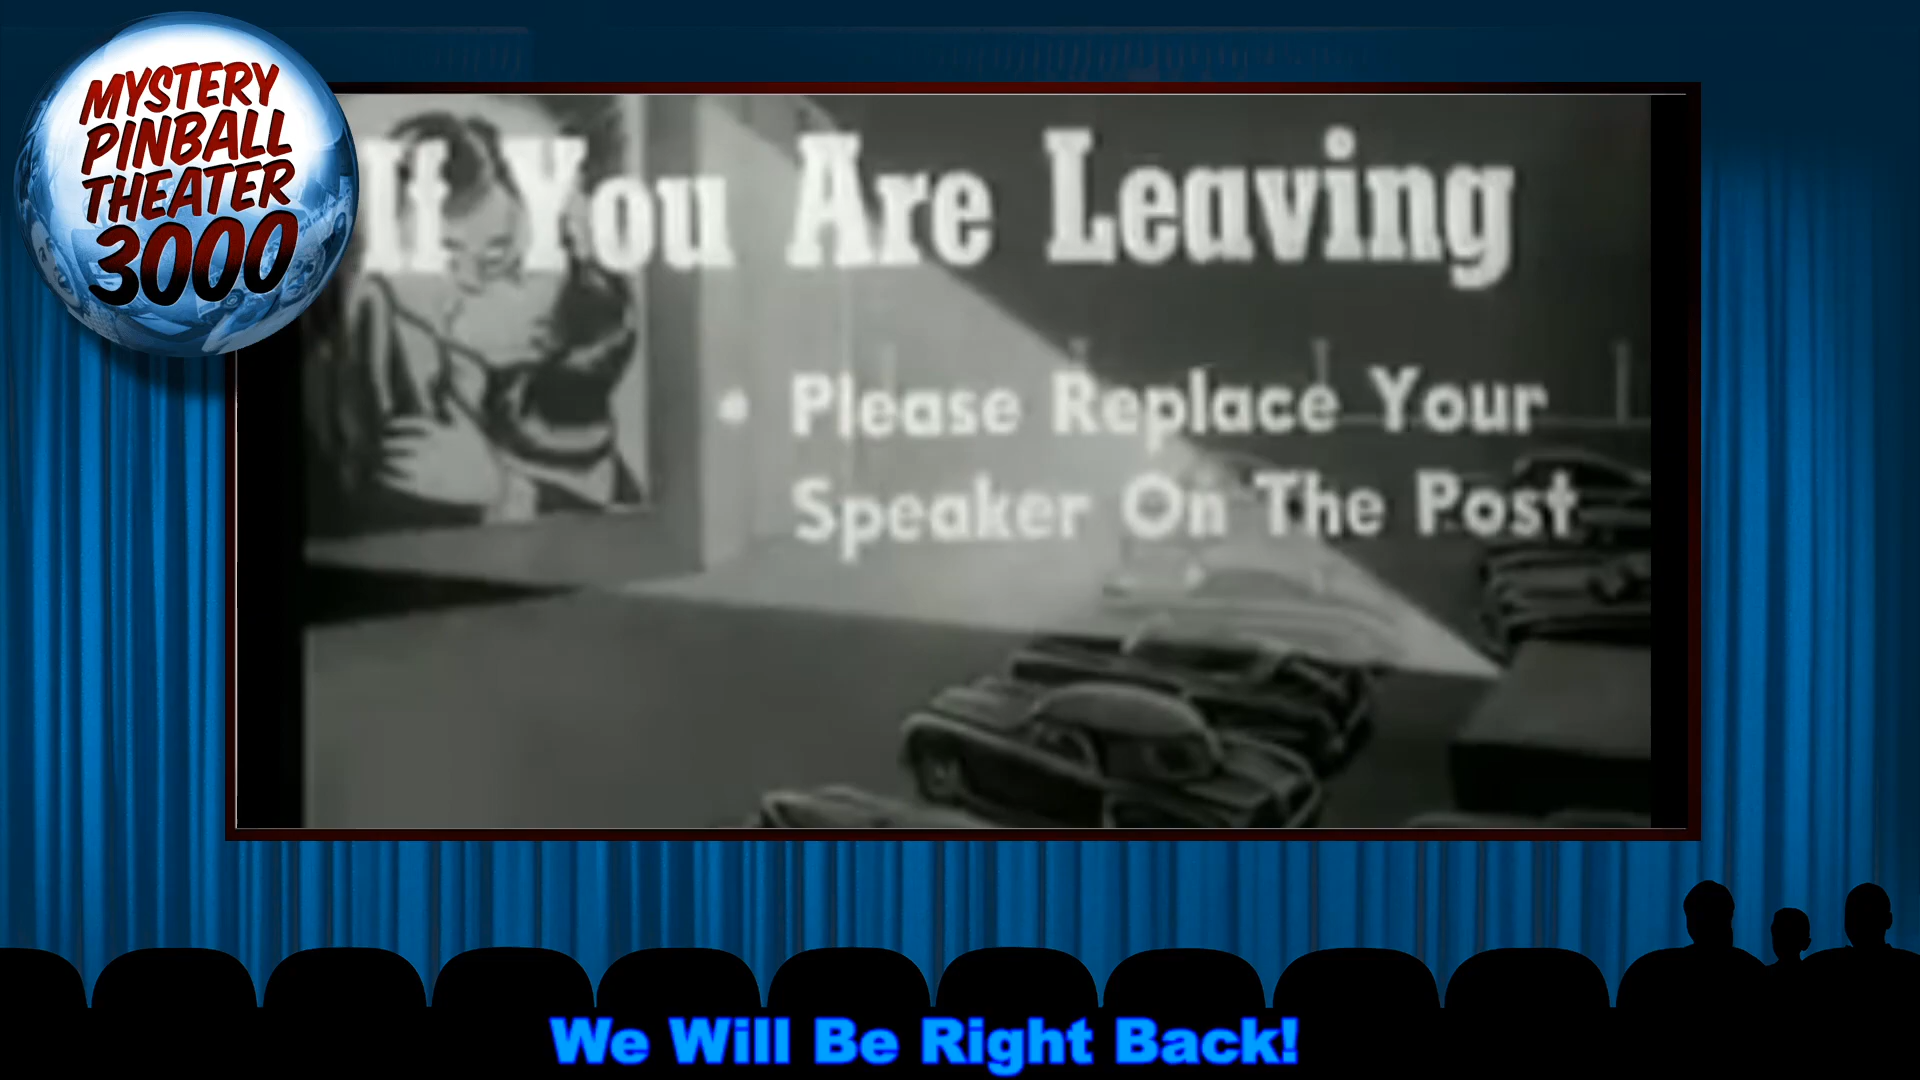 MYSTERY
PINBALL
THEATER
3000
If You Are Leaving
• Please Replace Your
Speaker On The Post
We Will Be Right Back!